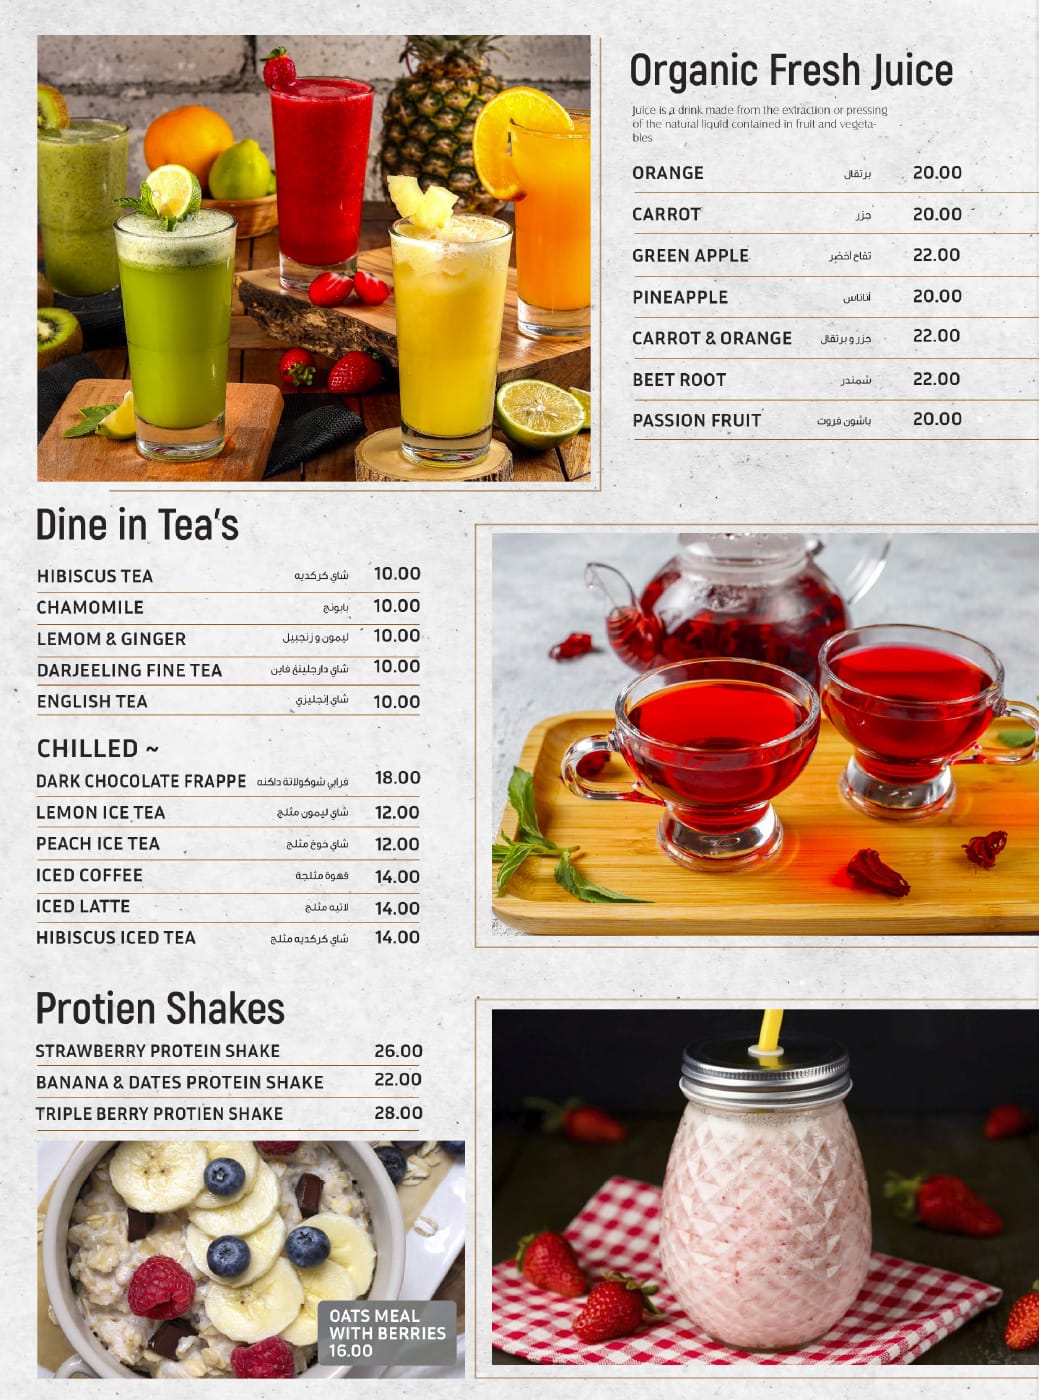 Organic Fresh Juice
Juice is a drink made from the extraction or pressing
of the natural liquid contained in fruit and vegeta-
bles
ORANGE برتقال 20.00
CARROT جزر 20.00
GREEN APPLE تفاح أخضر 22.00
PINEAPPLE أناناس 20.00
CARROT & ORANGE جزر و برتقال 22.00
BEET ROOT شمندر 22.00
PASSION FRUIT باشون فروت 20.00
Dine in Tea's
HIBISCUS TEA شاي كركديه 10.00
CHAMOMILE بابونج 10.00
LEMOM & GINGER ليمون و زنجبيل 10.00
DARJEELING FINE TEA شاي دارجلينغ فاين 10.00
ENGLISH TEA شاي إنجليزي 10.00
CHILLED ~
DARK CHOCOLATE FRAPPE فرابي شوكولاتة داكنه 18.00
LEMON ICE TEA شاي ليمون مثلج 12.00
PEACH ICE TEA شاي خوخ مثلج 12.00
ICED COFFEE قهوة مثلجة 14.00
ICED LATTE لاتيه مثلج 14.00
HIBISCUS ICED TEA شاي كركديه مثلج 14.00
Protien Shakes
STRAWBERRY PROTEIN SHAKE 26.00
BANANA & DATES PROTEIN SHAKE 22.00
TRIPLE BERRY PROTIEN SHAKE 28.00
OATS MEAL
WITH BERRIES
16.00